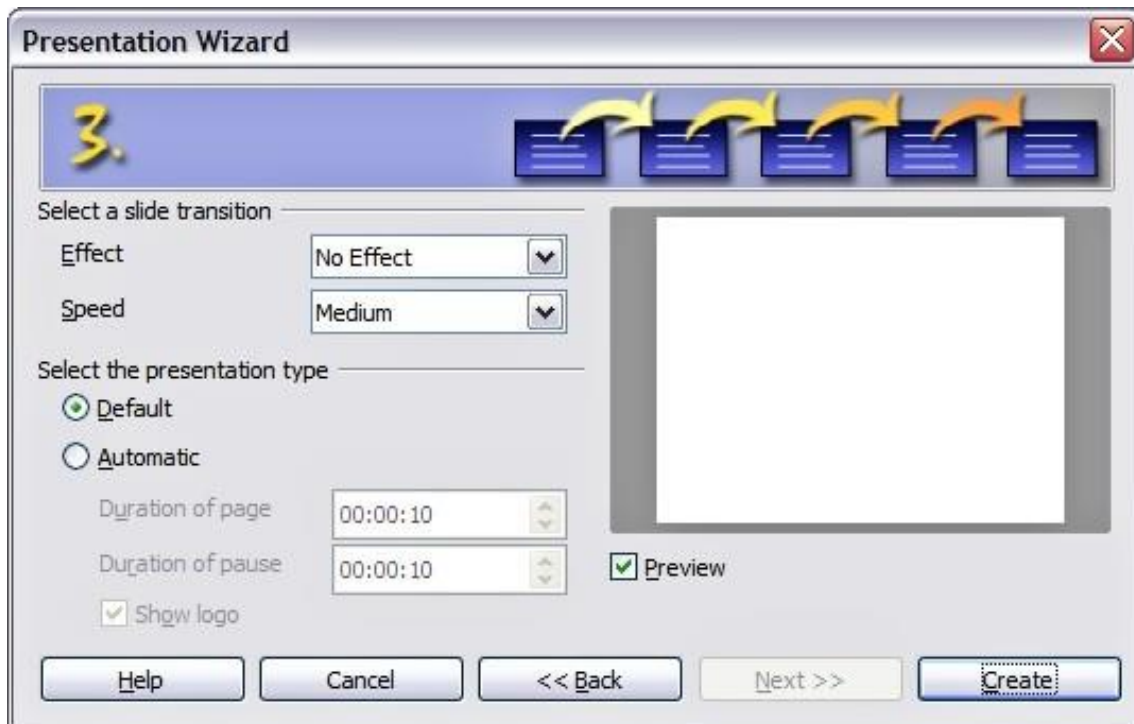 Presentation Wizard
3.
Select a slide transition
Effect No Effect
Speed Medium
Select the presentation type
Default
Automatic
Duration of page 00:00:10
Duration of pause 00:00:10
Show logo
Preview
Help Cancel << Back Next >> Create